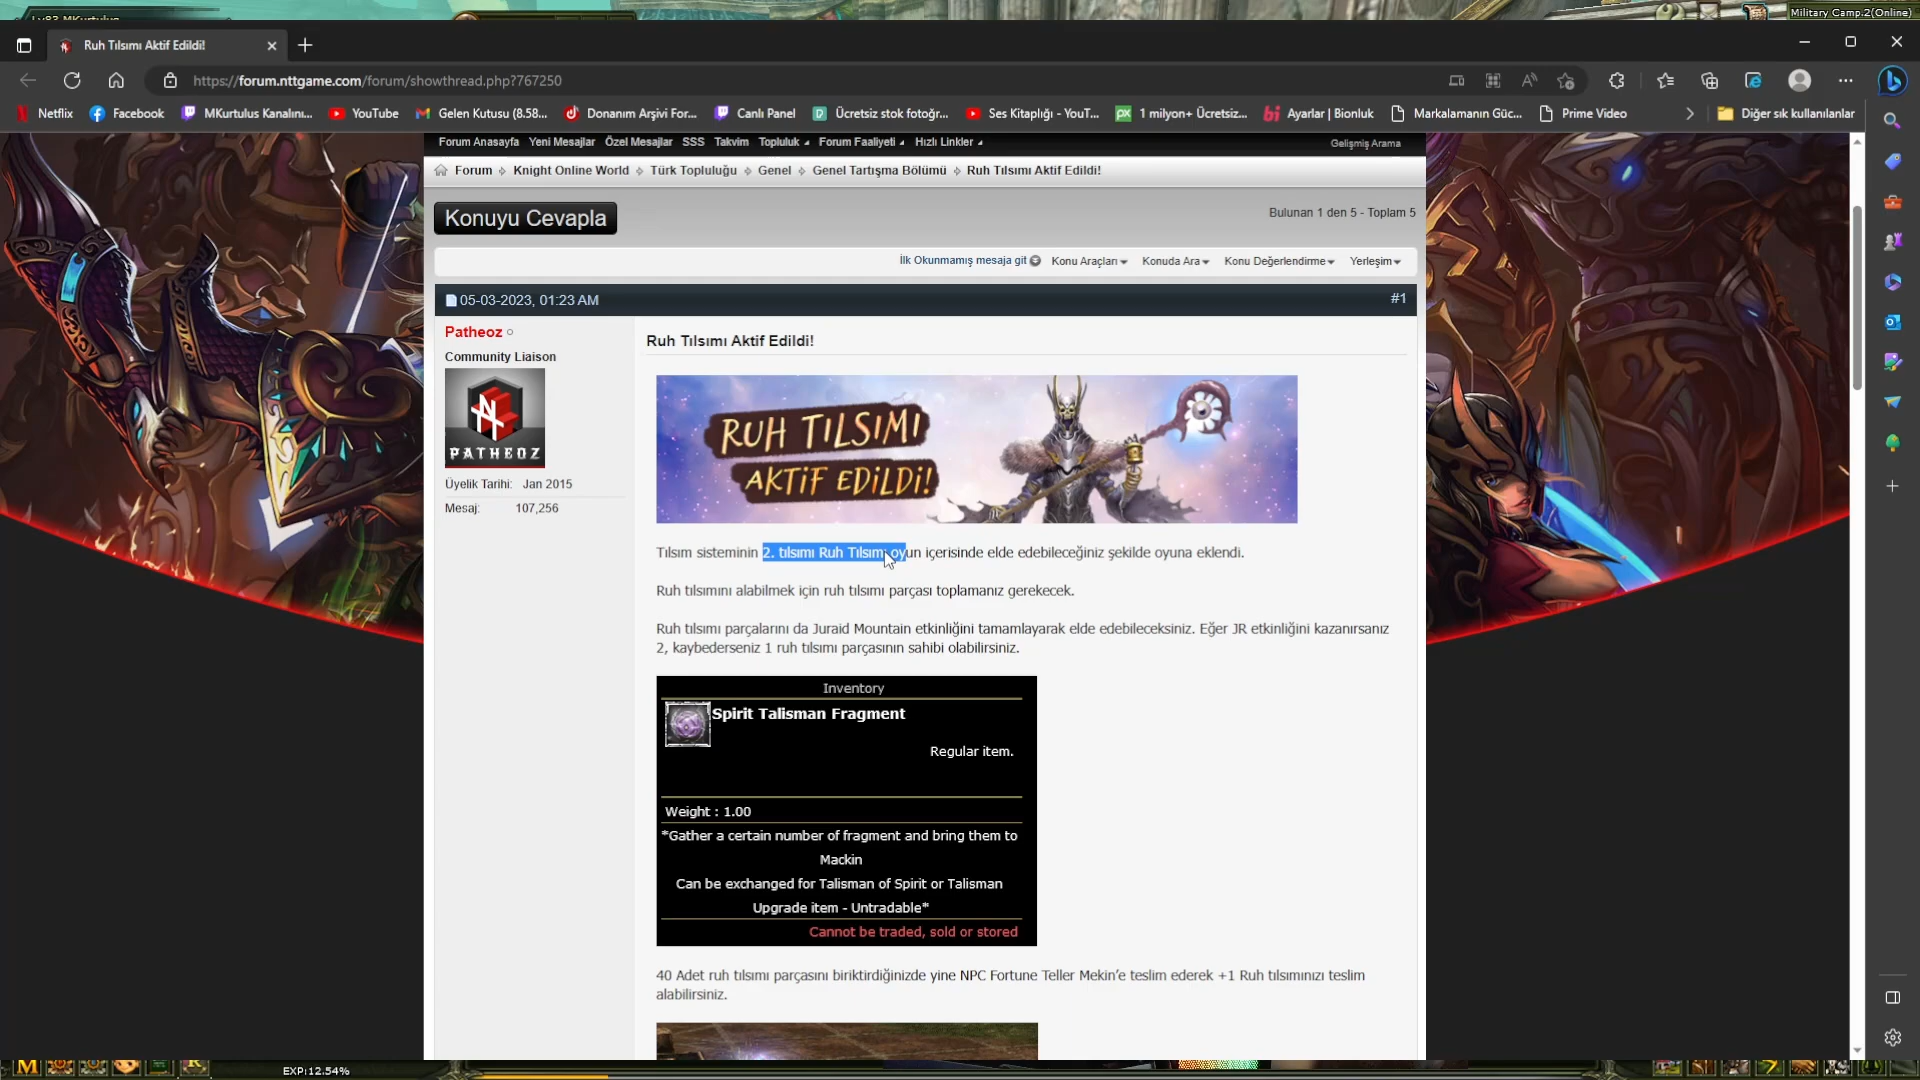 Military Camp.2(Online)
Ruh Tılsımı Aktif Edildi!
https://forum.nttgame.com/forum/showthread.php?767250
Netflix
Facebook
MKurtulus Kanalını...
YouTube
Gelen Kutusu (8.58...
Donanım Arşivi For...
Canlı Panel
Ücretsiz stok fotoğr...
Ses Kitaplığı - YouT...
1 milyon+ Ücretsiz...
Ayarlar | Bionluk
Markalamanın Güc...
Prime Video
Diğer sık kullanılanlar
Forum Anasayfa Yeni Mesajlar Özel Mesajlar SSS Takvim Topluluk Forum Faaliyeti Hızlı Linkler
Gelişmiş Arama
Forum Knight Online World Türk Topluluğu Genel Genel Tartışma Bölümü Ruh Tılsımı Aktif Edildi!
Konuyu Cevapla
Bulunan 1 den 5 - Toplam 5
İlk Okunmamış mesaja git Konu Araçları Konuda Ara Konu Değerlendirme Yerleşim
05-03-2023, 01:23 AM
#1
Patheoz
Community Liaison
PATHEOZ
Üyelik Tarihi: Jan 2015
Mesaj: 107,256
Ruh Tılsımı Aktif Edildi!
RUH TILSIMI
AKTİF EDİLDİ!
Tılsım sisteminin 2. tılsımı Ruh Tılsımı oyun içerisinde elde edebileceğiniz şekilde oyuna eklendi.
Ruh tılsımını alabilmek için ruh tılsımı parçası toplamanız gerekecek.
Ruh tılsımı parçalarını da Juraid Mountain etkinliğini tamamlayarak elde edebileceksiniz. Eğer JR etkinliğini kazanırsanız
2, kaybederseniz 1 ruh tılsımı parçasının sahibi olabilirsiniz.
Inventory
Spirit Talisman Fragment
Regular item.
Weight : 1.00
*Gather a certain number of fragment and bring them to
Mackin
Can be exchanged for Talisman of Spirit or Talisman
Upgrade item - Untradable*
Cannot be traded, sold or stored
40 Adet ruh tılsımı parçasını biriktirdiğinizde yine NPC Fortune Teller Mekin'e teslim ederek +1 Ruh tılsımınızı teslim
alabilirsiniz.
EXP:12.54%